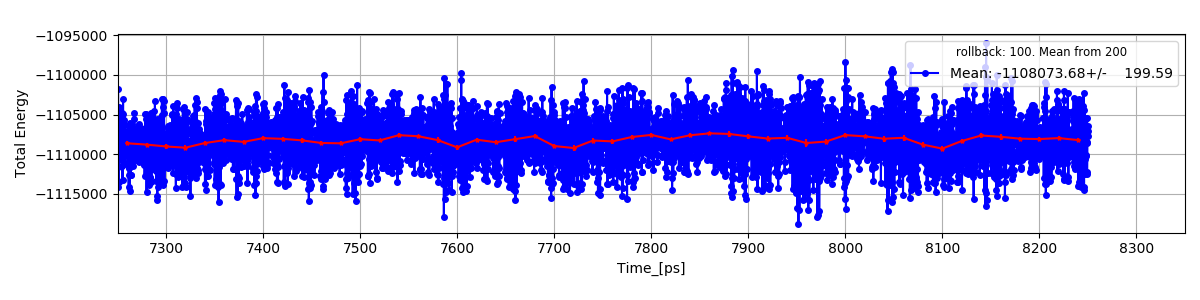 −1095000
−1100000
−1105000
−1110000
−1115000
Total Energy
rollback: 100. Mean from 200
Mean: -1108073.68+/-    199.59
7300 7400 7500 7600 7700 7800 7900 8000 8100 8200 8300
Time_[ps]